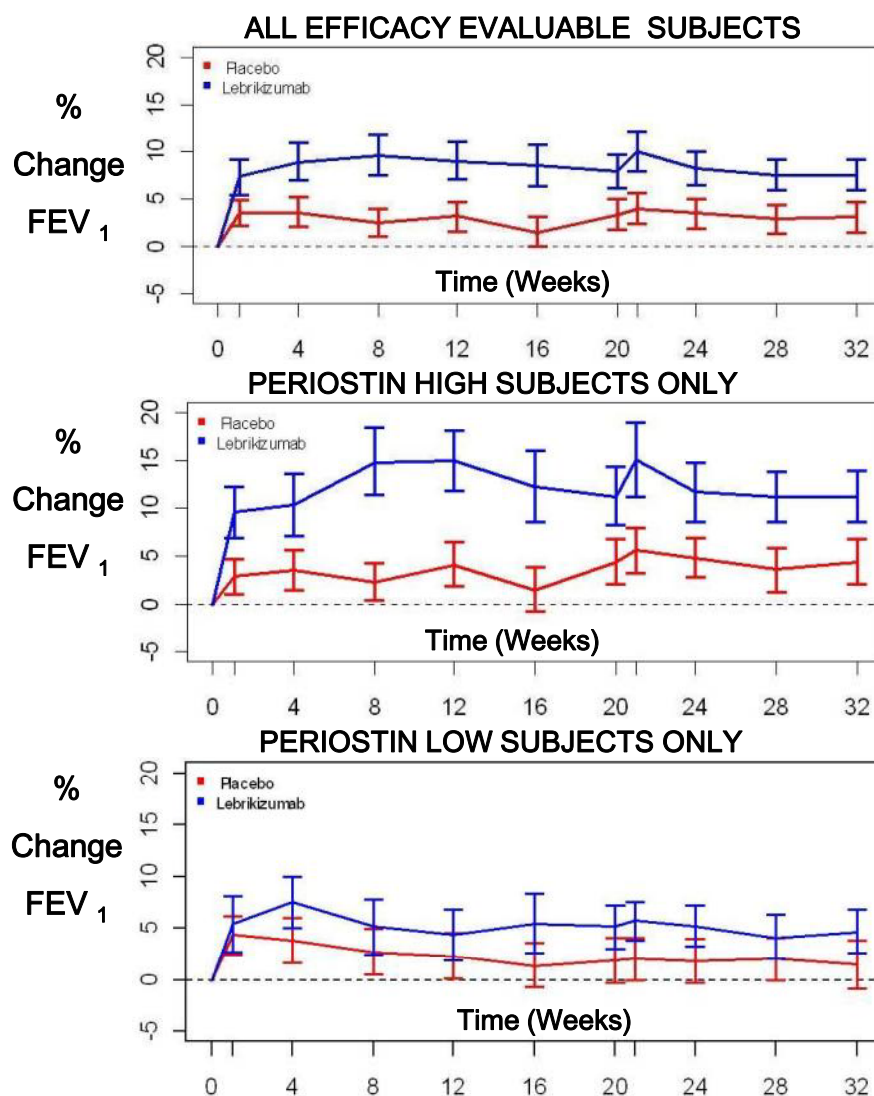 ALL EFFICACY EVALUABLE SUBJECTS
%
Change
FEV 1
20
15
10
5
0
-5
Placebo
Lebrikizumab
Time (Weeks)
0 4 8 12 16 20 24 28 32
PERIOSTIN HIGH SUBJECTS ONLY
%
Change
FEV 1
20
15
10
5
0
-5
Placebo
Lebrikizumab
Time (Weeks)
0 4 8 12 16 20 24 28 32
PERIOSTIN LOW SUBJECTS ONLY
%
Change
FEV 1
20
15
10
5
0
-5
Placebo
Lebrikizumab
Time (Weeks)
0 4 8 12 16 20 24 28 32